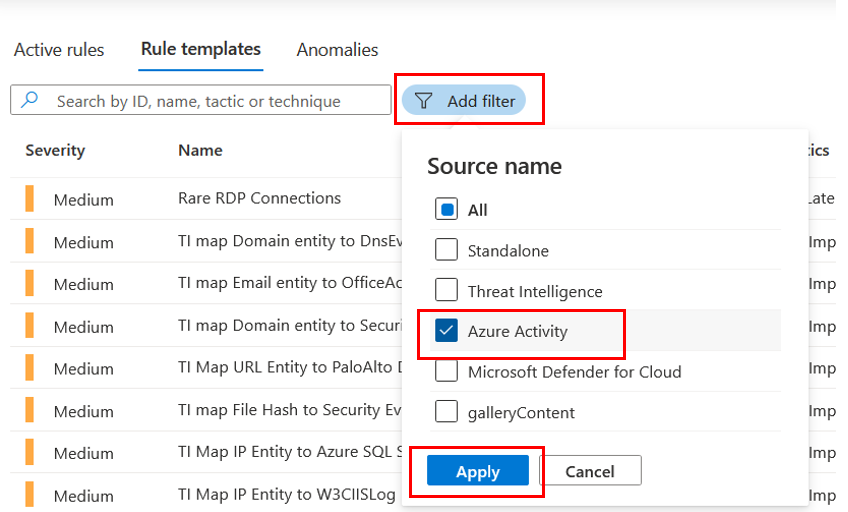 Active rules Rule templates Anomalies
Search by ID, name, tactic or technique Add filter
Severity Name tics
Source name
Medium Rare RDP Connections Late
All
Medium TI map Domain entity to DnsEv Imp
Standalone
Medium TI map Email entity to OfficeAc Imp
Threat Intelligence
Medium TI map Domain entity to Securi Imp
Azure Activity
Medium TI Map URL Entity to PaloAlto D Imp
Microsoft Defender for Cloud
Medium TI map File Hash to Security Ev Imp
galleryContent
Medium TI Map IP Entity to Azure SQL S Imp
Apply Cancel
Medium TI Map IP Entity to W3CIISLog Imp